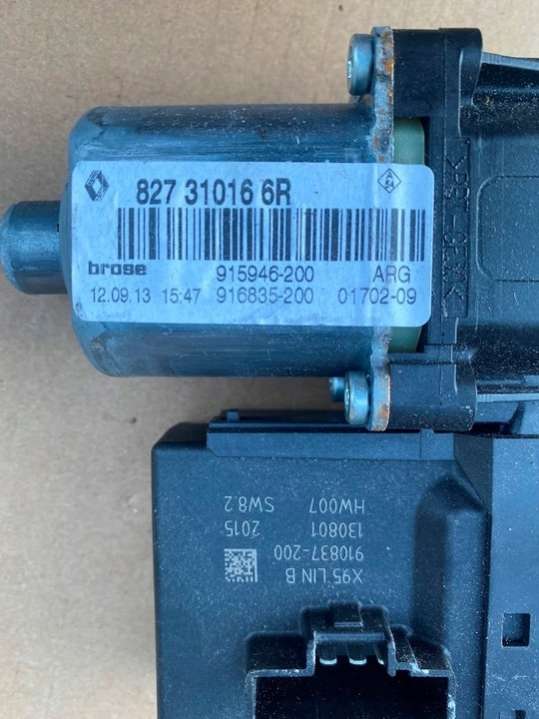 827 31016 6R
brose 915946-200 ARG
12.09.13 15:47 916835-200 01702-09
X95 LIN B
910837-200
130801 2015
HW007 SW8.2